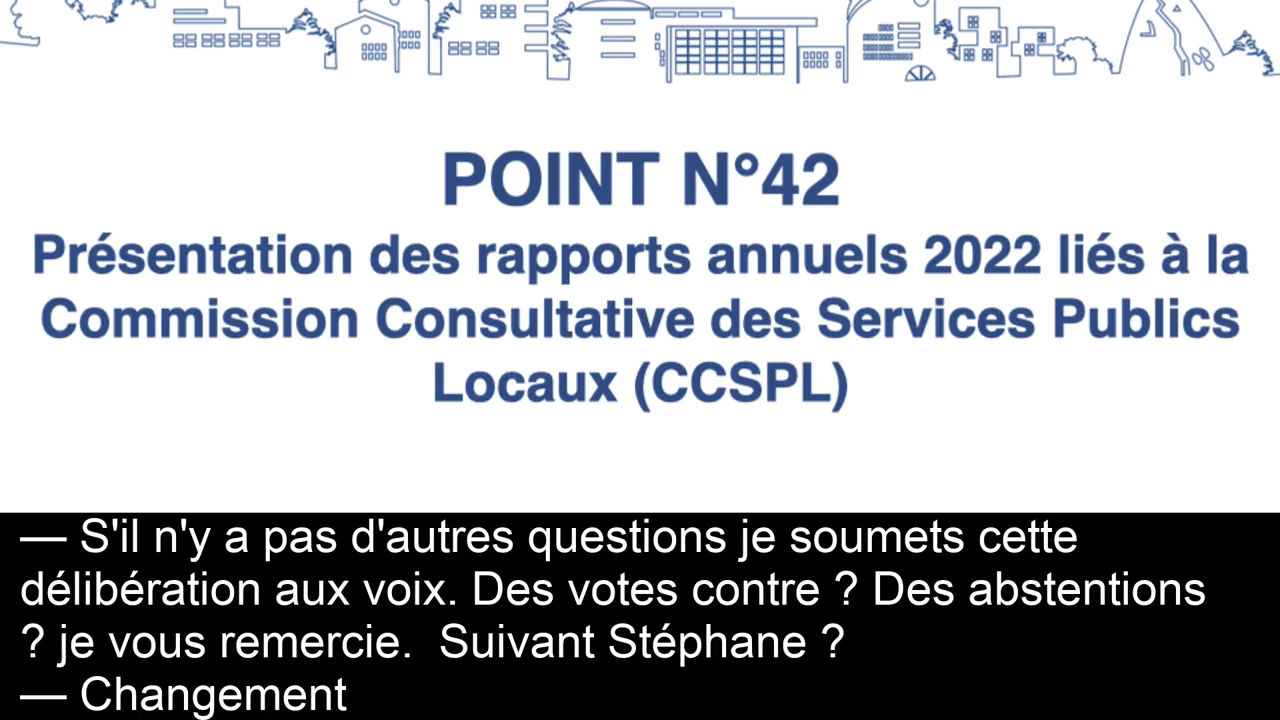 POINT N°42
Présentation des rapports annuels 2022 liés à la
Commission Consultative des Services Publics
Locaux (CCSPL)
— S'il n'y a pas d'autres questions je soumets cette
délibération aux voix. Des votes contre ? Des abstentions
? je vous remercie.  Suivant Stéphane ?
— Changement